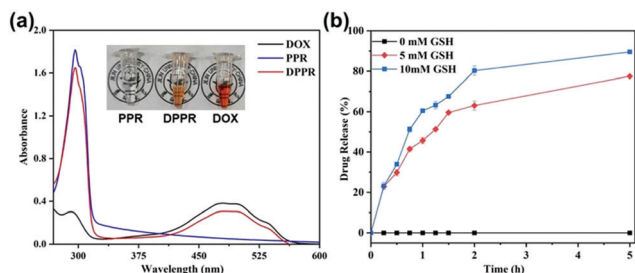 (a)
2.0
1.6
1.2
0.8
0.4
0.0
Absorbance
DOX
PPR
DPPR
PPR DPPR DOX
300 375 450 525 600
Wavelength (nm)
(b)
100
80
60
40
20
0
Drug Release (%)
0 mM GSH
5 mM GSH
10mM GSH
0 1 2 3 4 5
Time (h)